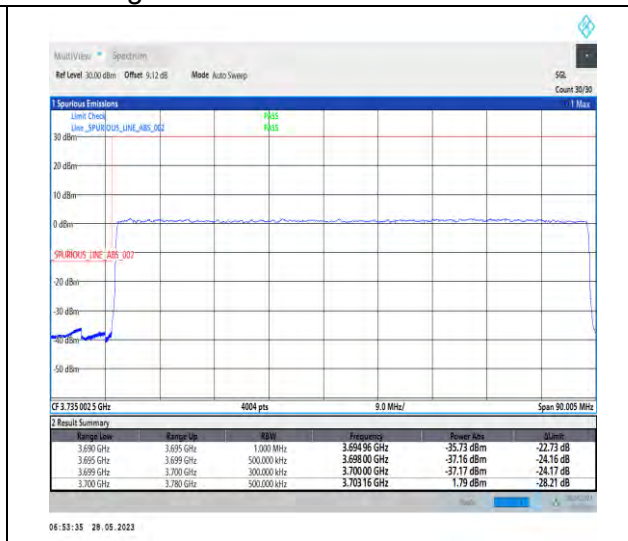 MultiView Spectrum
Ref Level 30.00 dBm Offset 9.12 dB Mode Auto Sweep SGL
Count 30/30
1 Spurious Emissions 1 Max
Limit Check PASS
Line _SPURIOUS_LINE_ABS_002 PASS
30 dBm
20 dBm
10 dBm
0 dBm
SPURIOUS_LINE_ABS_002
-20 dBm
-30 dBm
-40 dBm
-50 dBm
CF 3.735 002 5 GHz 4004 pts 9.0 MHz/ Span 90.005 MHz
2 Result Summary
Range Low Range Up RBW Frequency Power Abs ΔLimit
3.690 GHz 3.695 GHz 1.000 MHz 3.694 96 GHz -35.73 dBm -22.73 dB
3.695 GHz 3.699 GHz 500.000 kHz 3.698 00 GHz -37.16 dBm -24.16 dB
3.699 GHz 3.700 GHz 300.000 kHz 3.700 00 GHz -37.17 dBm -24.17 dB
3.700 GHz 3.780 GHz 500.000 kHz 3.703 16 GHz 1.79 dBm -28.21 dB
06:53:35 28.05.2023